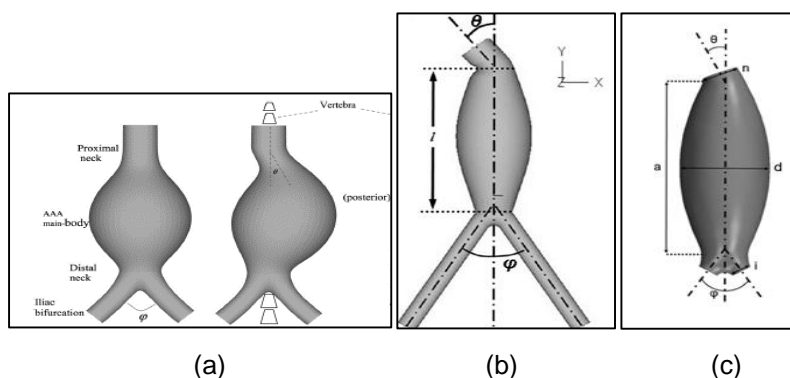 Vertebra
Proximal neck
θ
(posterior)
AAA
main-body
Distal neck
Iliac
bifurcation
φ
(a)
θ
Y
Z X
l
φ
(b)
θ
n
a
d
i
φ
(c)